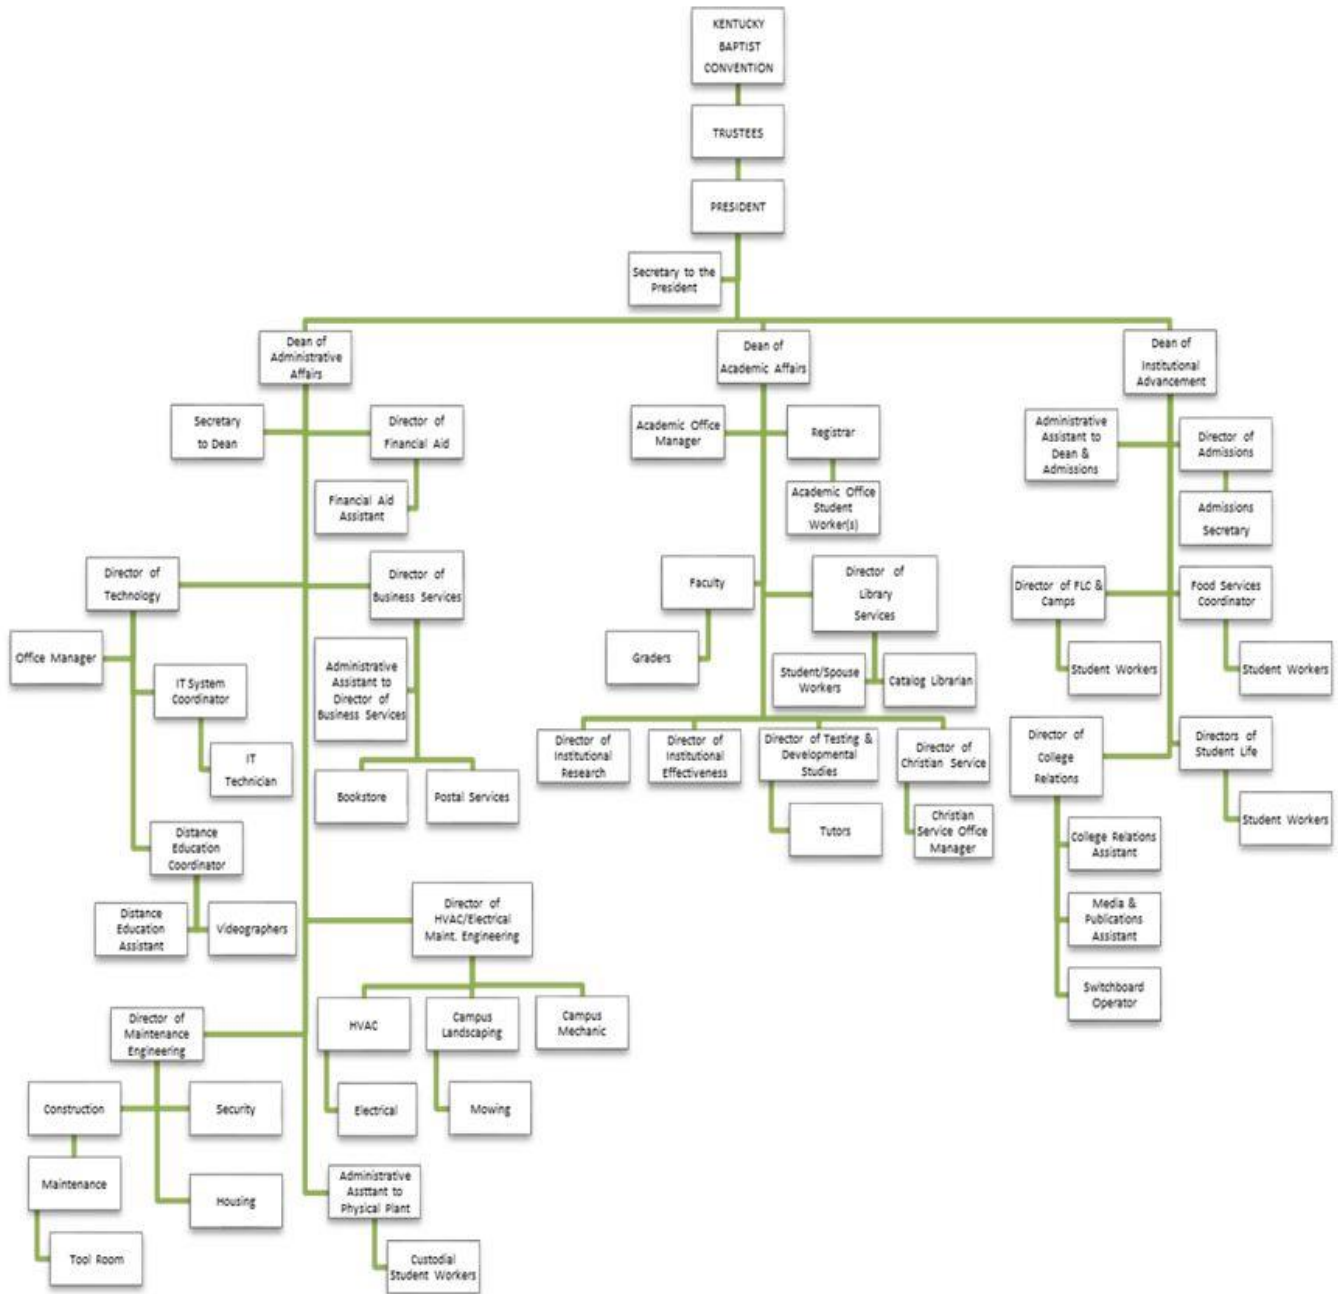 KENTUCKY
BAPTIST
CONVENTION
TRUSTEES
PRESIDENT
Secretary to the
President
Dean of
Administrative
Affairs
Dean of
Academic Affairs
Dean of
Institutional
Advancement
Secretary
to Dean
Director of
Financial Aid
Financial Aid
Assistant
Academic Office
Manager
Registrar
Academic Office
Student
Worker(s)
Administrative
Assistant to
Dean &
Admissions
Director of
Admissions
Admissions
Secretary
Director of
Technology
Director of
Business Services
Office Manager
IT System
Coordinator
IT
Technician
Administrative
Assistant to
Director of
Business Services
Bookstore
Postal Services
Distance
Education
Coordinator
Distance
Education
Assistant
Videographers
Faculty
Graders
Director of
Library
Services
Student/Spouse
Workers
Catalog Librarian
Director of
Institutional
Research
Director of
Institutional
Effectiveness
Director of Testing &
Developmental
Studies
Director of
Christian Service
Tutors
Christian
Service Office
Manager
Director of FLC &
Camps
Food Services
Coordinator
Student Workers
Student Workers
Director of
College
Relations
Directors of
Student Life
Student Workers
College Relations
Assistant
Media &
Publications
Assistant
Switchboard
Operator
Director of
HVAC/Electrical
Maint. Engineering
HVAC
Campus
Landscaping
Campus
Mechanic
Electrical
Mowing
Director of
Maintenance
Engineering
Construction
Security
Maintenance
Housing
Tool Room
Administrative
Assttant to
Physical Plant
Custodial
Student Workers